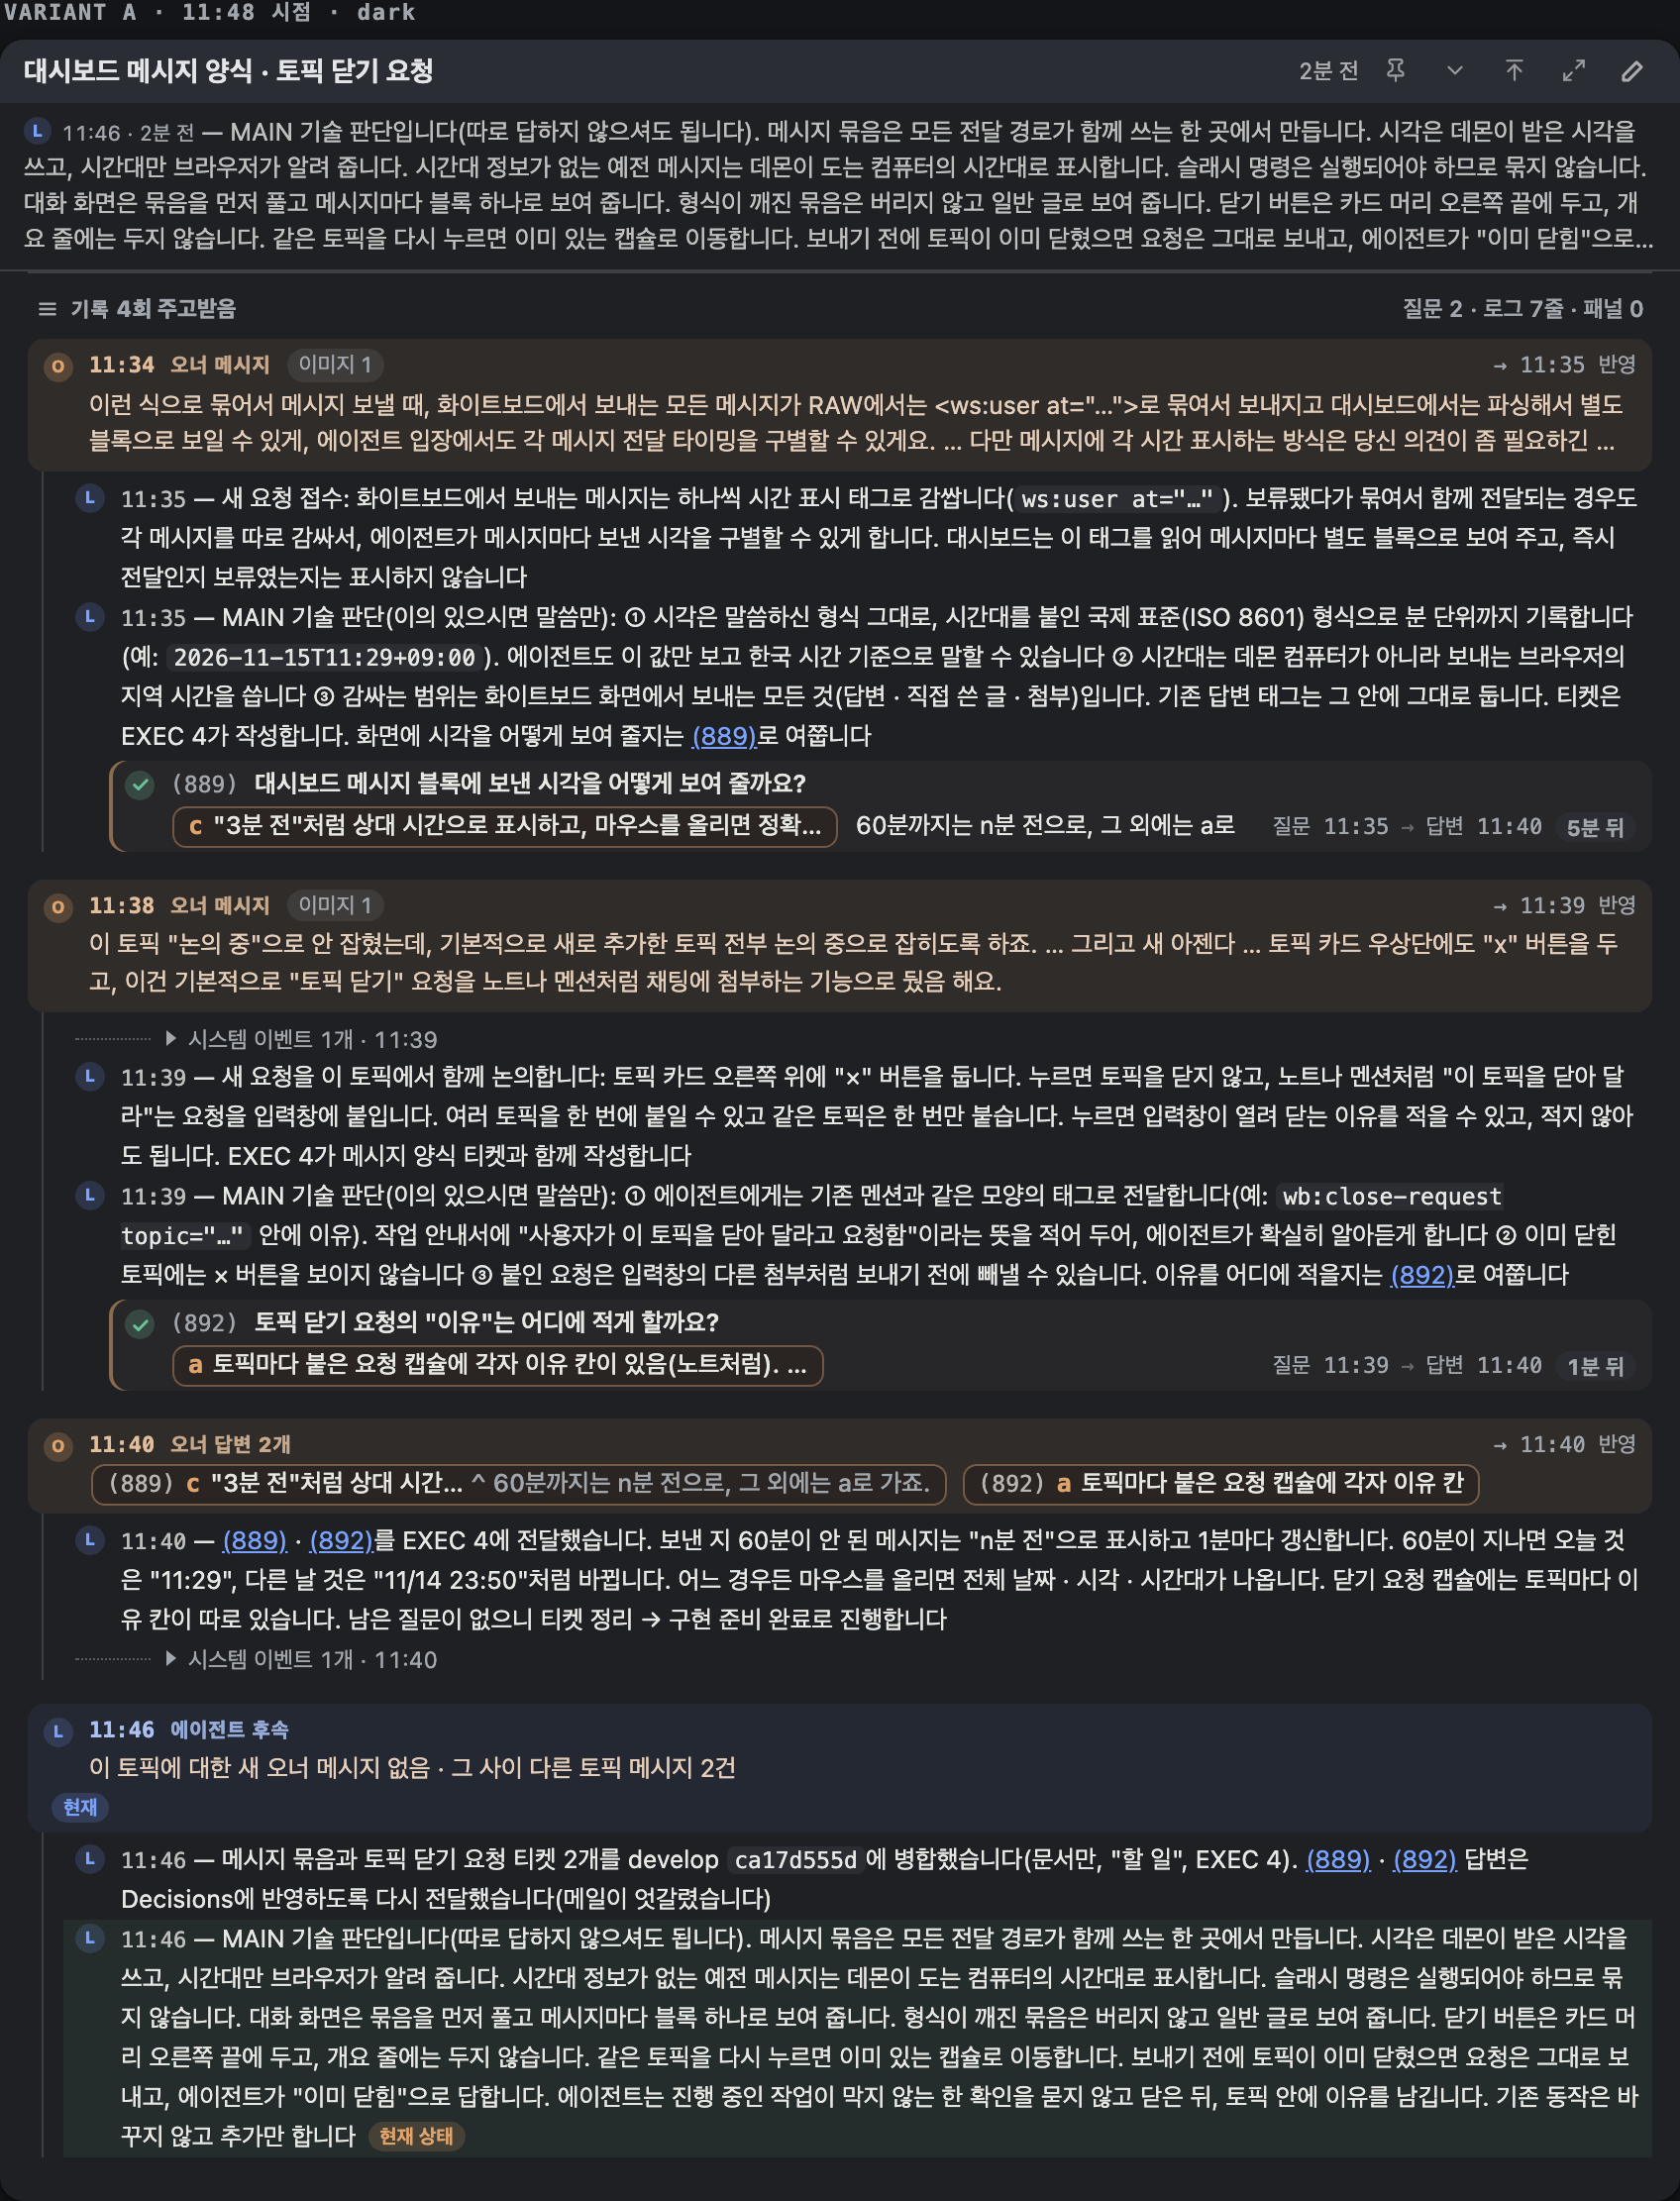 VARIANT A · 11:48 시점 · dark
대시보드 메시지 양식 · 토픽 닫기 요청
2분 전
L 11:46 · 2분 전 — MAIN 기술 판단입니다(따로 답하지 않으셔도 됩니다). 메시지 묶음은 모든 전달 경로가 함께 쓰는 한 곳에서 만듭니다. 시각은 데몬이 받은 시각을
쓰고, 시간대만 브라우저가 알려 줍니다. 시간대 정보가 없는 예전 메시지는 데몬이 도는 컴퓨터의 시간대로 표시합니다. 슬래시 명령은 실행되어야 하므로 묶지 않습니다.
대화 화면은 묶음을 먼저 풀고 메시지마다 블록 하나로 보여 줍니다. 형식이 깨진 묶음은 버리지 않고 일반 글로 보여 줍니다. 닫기 버튼은 카드 머리 오른쪽 끝에 두고, 개
요 줄에는 두지 않습니다. 같은 토픽을 다시 누르면 이미 있는 캡슐로 이동합니다. 보내기 전에 토픽이 이미 닫혔으면 요청은 그대로 보내고, 에이전트가 "이미 닫힘"으로...
기록 4회 주고받음
질문 2 · 로그 7줄 · 패널 0
O 11:34 오너 메시지 이미지 1
→ 11:35 반영
이런 식으로 묶어서 메시지 보낼 때, 화이트보드에서 보내는 모든 메시지가 RAW에서는 <ws:user at="...">로 묶여서 보내지고 대시보드에서는 파싱해서 별도
블록으로 보일 수 있게, 에이전트 입장에서도 각 메시지 전달 타이밍을 구별할 수 있게요. ... 다만 메시지에 각 시간 표시하는 방식은 당신 의견이 좀 필요하긴 ...
L 11:35 — 새 요청 접수: 화이트보드에서 보내는 메시지는 하나씩 시간 표시 태그로 감쌉니다( ws:user at="…" ). 보류됐다가 묶여서 함께 전달되는 경우도
각 메시지를 따로 감싸서, 에이전트가 메시지마다 보낸 시각을 구별할 수 있게 합니다. 대시보드는 이 태그를 읽어 메시지마다 별도 블록으로 보여 주고, 즉시
전달인지 보류였는지는 표시하지 않습니다
L 11:35 — MAIN 기술 판단(이의 있으시면 말씀만): ① 시각은 말씀하신 형식 그대로, 시간대를 붙인 국제 표준(ISO 8601) 형식으로 분 단위까지 기록합니다
(예: 2026-11-15T11:29+09:00 ). 에이전트도 이 값만 보고 한국 시간 기준으로 말할 수 있습니다 ② 시간대는 데몬 컴퓨터가 아니라 보내는 브라우저의
지역 시간을 씁니다 ③ 감싸는 범위는 화이트보드 화면에서 보내는 모든 것(답변 · 직접 쓴 글 · 첨부)입니다. 기존 답변 태그는 그 안에 그대로 둡니다. 티켓은
EXEC 4가 작성합니다. 화면에 시각을 어떻게 보여 줄지는 (889)로 여쭙니다
(889) 대시보드 메시지 블록에 보낸 시각을 어떻게 보여 줄까요?
c "3분 전"처럼 상대 시간으로 표시하고, 마우스를 올리면 정확... 60분까지는 n분 전으로, 그 외에는 a로 질문 11:35 → 답변 11:40 5분 뒤
O 11:38 오너 메시지 이미지 1
→ 11:39 반영
이 토픽 "논의 중"으로 안 잡혔는데, 기본적으로 새로 추가한 토픽 전부 논의 중으로 잡히도록 하죠. ... 그리고 새 아젠다 ... 토픽 카드 우상단에도 "x" 버튼을 두
고, 이건 기본적으로 "토픽 닫기" 요청을 노트나 멘션처럼 채팅에 첨부하는 기능으로 뒀음 해요.
▶ 시스템 이벤트 1개 · 11:39
L 11:39 — 새 요청을 이 토픽에서 함께 논의합니다: 토픽 카드 오른쪽 위에 "×" 버튼을 둡니다. 누르면 토픽을 닫지 않고, 노트나 멘션처럼 "이 토픽을 닫아 달
라"는 요청을 입력창에 붙입니다. 여러 토픽을 한 번에 붙일 수 있고 같은 토픽은 한 번만 붙습니다. 누르면 입력창이 열려 닫는 이유를 적을 수 있고, 적지 않아
도 됩니다. EXEC 4가 메시지 양식 티켓과 함께 작성합니다
L 11:39 — MAIN 기술 판단(이의 있으시면 말씀만): ① 에이전트에게는 기존 멘션과 같은 모양의 태그로 전달합니다(예: wb:close-request
topic="…" 안에 이유). 작업 안내서에 "사용자가 이 토픽을 닫아 달라고 요청함"이라는 뜻을 적어 두어, 에이전트가 확실히 알아듣게 합니다 ② 이미 닫힌
토픽에는 × 버튼을 보이지 않습니다 ③ 붙인 요청은 입력창의 다른 첨부처럼 보내기 전에 빼낼 수 있습니다. 이유를 어디에 적을지는 (892)로 여쭙니다
(892) 토픽 닫기 요청의 "이유"는 어디에 적게 할까요?
a 토픽마다 붙은 요청 캡슐에 각자 이유 칸이 있음(노트처럼). ... 질문 11:39 → 답변 11:40 1분 뒤
O 11:40 오너 답변 2개
→ 11:40 반영
(889) c "3분 전"처럼 상대 시간... ^ 60분까지는 n분 전으로, 그 외에는 a로 가죠. (892) a 토픽마다 붙은 요청 캡슐에 각자 이유 칸
L 11:40 — (889) · (892)를 EXEC 4에 전달했습니다. 보낸 지 60분이 안 된 메시지는 "n분 전"으로 표시하고 1분마다 갱신합니다. 60분이 지나면 오늘 것
은 "11:29", 다른 날 것은 "11/14 23:50"처럼 바뀝니다. 어느 경우든 마우스를 올리면 전체 날짜 · 시각 · 시간대가 나옵니다. 닫기 요청 캡슐에는 토픽마다 이
유 칸이 따로 있습니다. 남은 질문이 없으니 티켓 정리 → 구현 준비 완료로 진행합니다
▶ 시스템 이벤트 1개 · 11:40
L 11:46 에이전트 후속
이 토픽에 대한 새 오너 메시지 없음 · 그 사이 다른 토픽 메시지 2건
현재
L 11:46 — 메시지 묶음과 토픽 닫기 요청 티켓 2개를 develop ca17d555d 에 병합했습니다(문서만, "할 일", EXEC 4). (889) · (892) 답변은
Decisions에 반영하도록 다시 전달했습니다(메일이 엇갈렸습니다)
L 11:46 — MAIN 기술 판단입니다(따로 답하지 않으셔도 됩니다). 메시지 묶음은 모든 전달 경로가 함께 쓰는 한 곳에서 만듭니다. 시각은 데몬이 받은 시각을
쓰고, 시간대만 브라우저가 알려 줍니다. 시간대 정보가 없는 예전 메시지는 데몬이 도는 컴퓨터의 시간대로 표시합니다. 슬래시 명령은 실행되어야 하므로 묶
지 않습니다. 대화 화면은 묶음을 먼저 풀고 메시지마다 블록 하나로 보여 줍니다. 형식이 깨진 묶음은 버리지 않고 일반 글로 보여 줍니다. 닫기 버튼은 카드 머
리 오른쪽 끝에 두고, 개요 줄에는 두지 않습니다. 같은 토픽을 다시 누르면 이미 있는 캡슐로 이동합니다. 보내기 전에 토픽이 이미 닫혔으면 요청은 그대로 보
내고, 에이전트가 "이미 닫힘"으로 답합니다. 에이전트는 진행 중인 작업이 막지 않는 한 확인을 묻지 않고 닫은 뒤, 토픽 안에 이유를 남깁니다. 기존 동작은 바
꾸지 않고 추가만 합니다 현재 상태